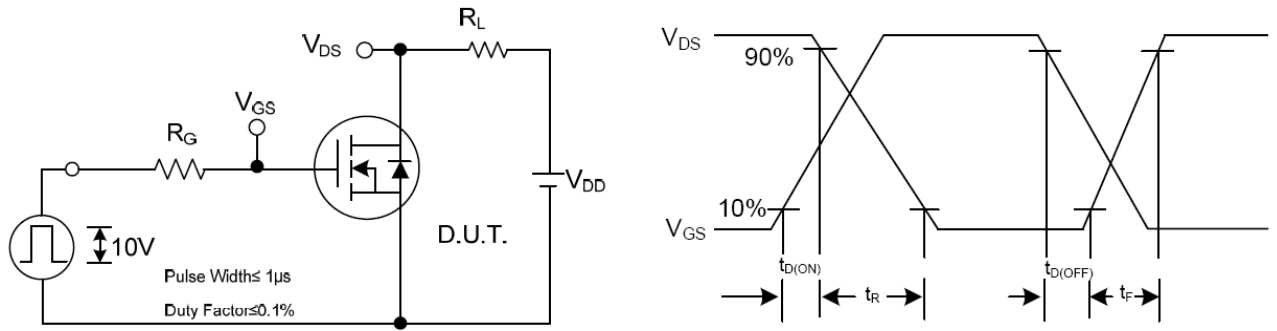 V_DS
R_L
V_GS
R_G
V_DD
10V
D.U.T.
Pulse Width≤ 1μs
Duty Factor≤0.1%
V_DS
90%
10%
V_GS
t_D(ON)
t_R
t_D(OFF)
t_F